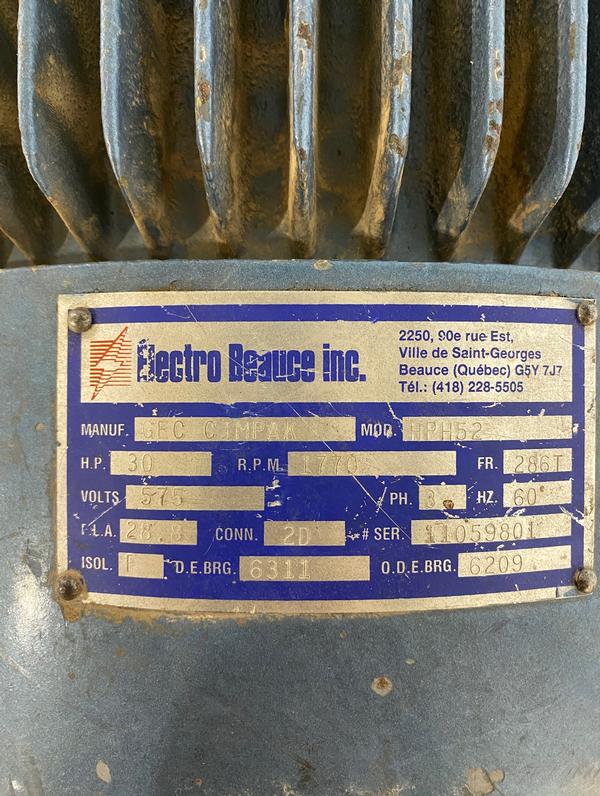 Electro Beauce inc.
2250, 90e rue Est,
Ville de Saint-Georges
Beauce (Québec) G5Y 7J7
Tél.: (418) 228-5505
MANUF. GEC COMPAK MOD. HPH52
H.P. 30 R.P.M. 1770 FR. 286T
VOLTS 575 PH. 3 HZ. 60
F.L.A. 28.8 CONN. 2D # SER. 11059801
ISOL. F D.E.BRG. 6311 O.D.E.BRG. 6209